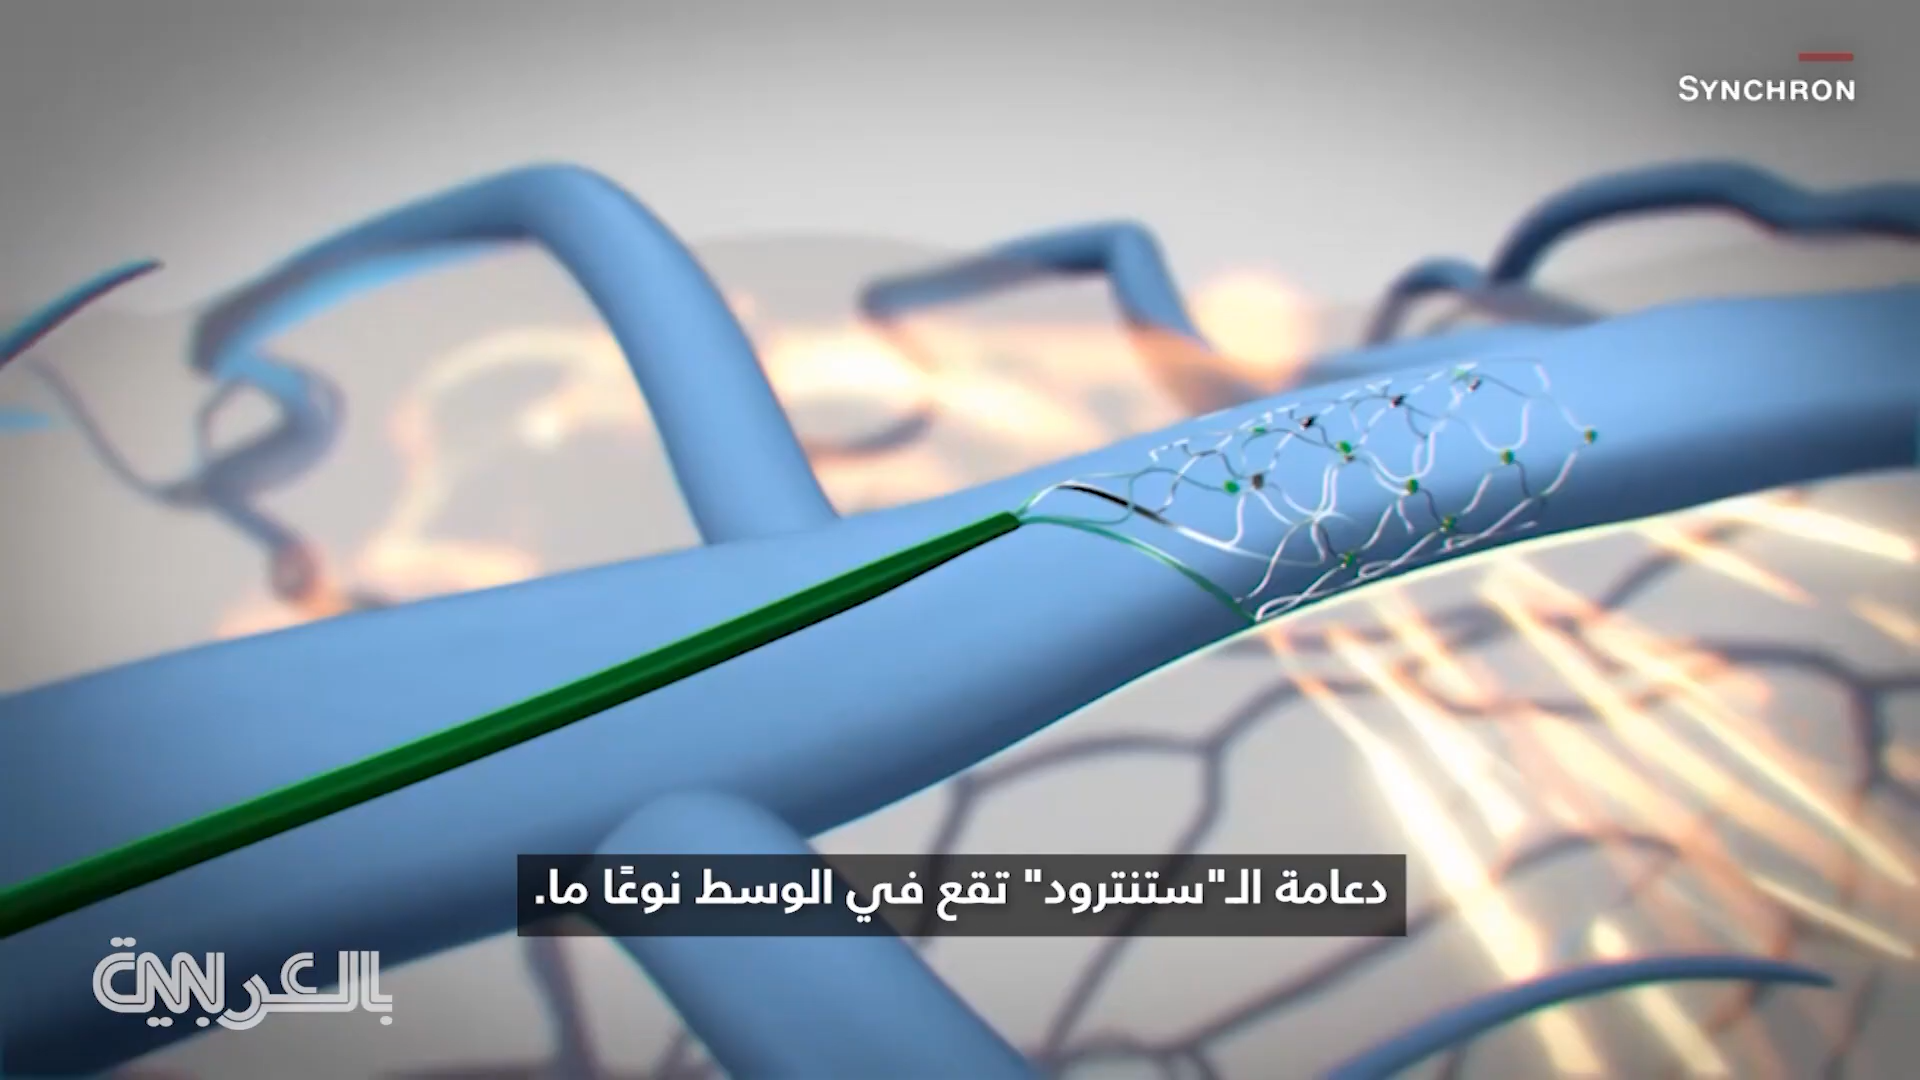 SYNCHRON
دعامة الـ"ستنترود" تقع في الوسط نوعًا ما.
CNN بالعربية